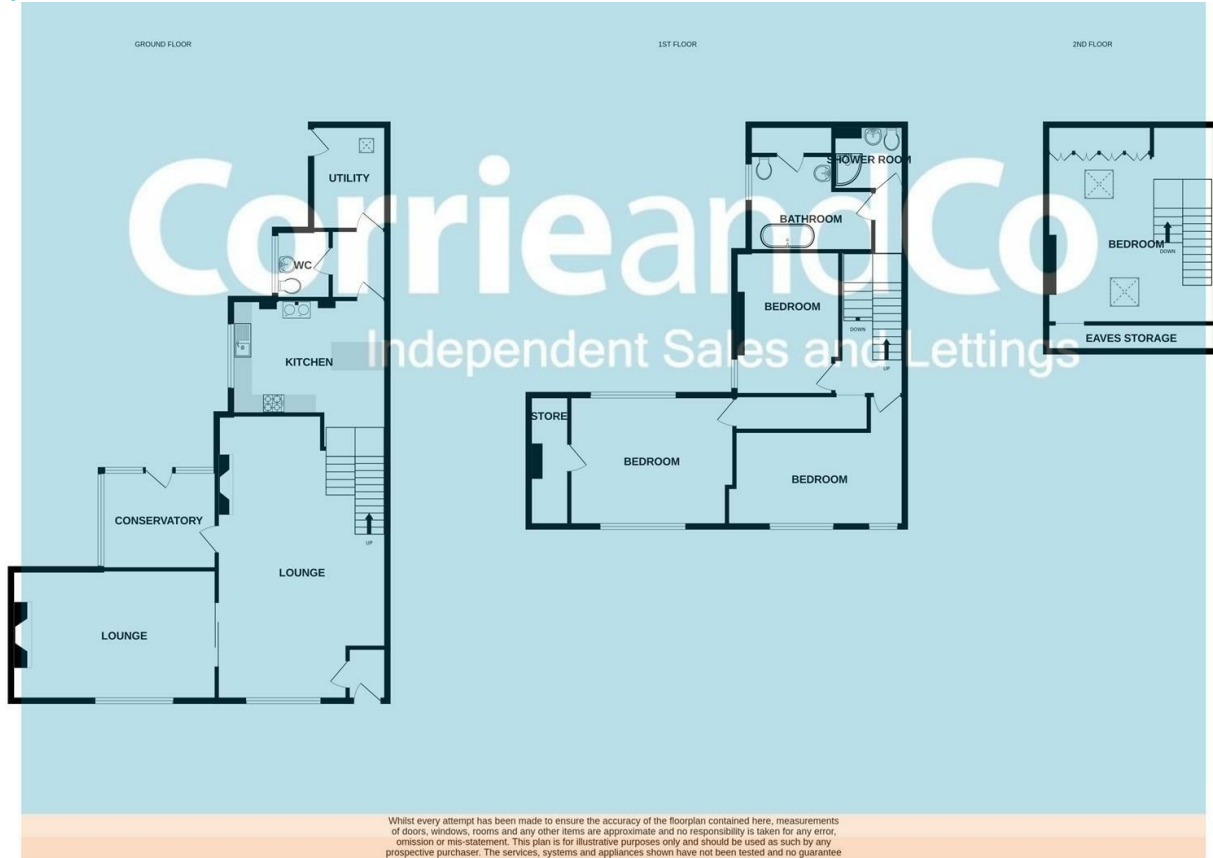 GROUND FLOOR
1ST FLOOR
2ND FLOOR
UTILITY
WC
KITCHEN
CONSERVATORY
LOUNGE
LOUNGE
UP
SHOWER ROOM
BATHROOM
BEDROOM
DOWN
UP
STORE
BEDROOM
BEDROOM
BEDROOM
DOWN
EAVES STORAGE
CorrieandCo
Independent Sales and Lettings
Whilst every attempt has been made to ensure the accuracy of the floorplan contained here, measurements
of doors, windows, rooms and any other items are approximate and no responsibility is taken for any error,
omission or mis-statement. This plan is for illustrative purposes only and should be used as such by any
prospective purchaser. The services, systems and appliances shown have not been tested and no guarantee